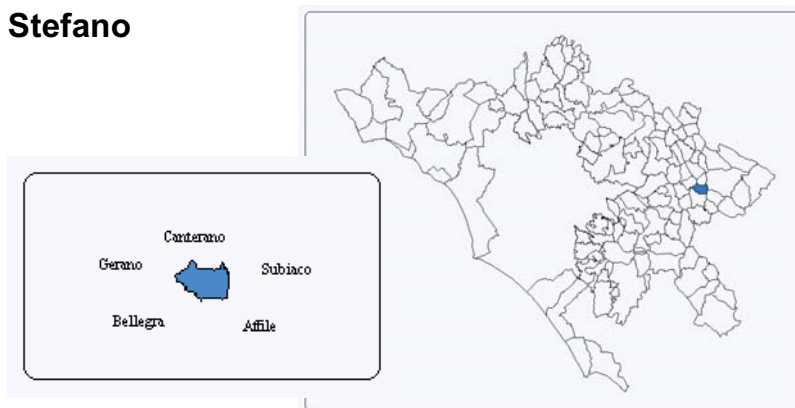 Stefano
Canterano
Gerano
Subiaco
Bellegra
Affile